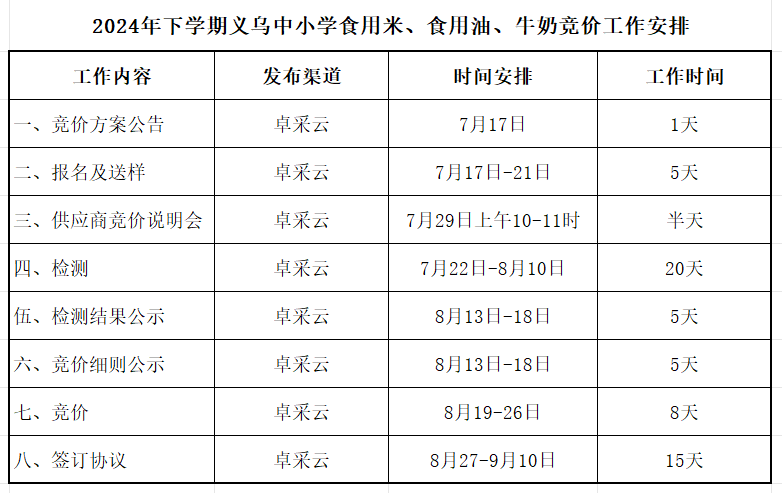 2024年下学期义乌中小学食用米、食用油、牛奶竞价工作安排
工作内容 发布渠道 时间安排 工作时间
一、竞价方案公告 卓采云 7月17日 1天
二、报名及送样 卓采云 7月17日-21日 5天
三、供应商竞价说明会 卓采云 7月29日上午10-11时 半天
四、检测 卓采云 7月22日-8月10日 20天
伍、检测结果公示 卓采云 8月13日-18日 5天
六、竞价细则公示 卓采云 8月13日-18日 5天
七、竞价 卓采云 8月19-26日 8天
八、签订协议 卓采云 8月27-9月10日 15天